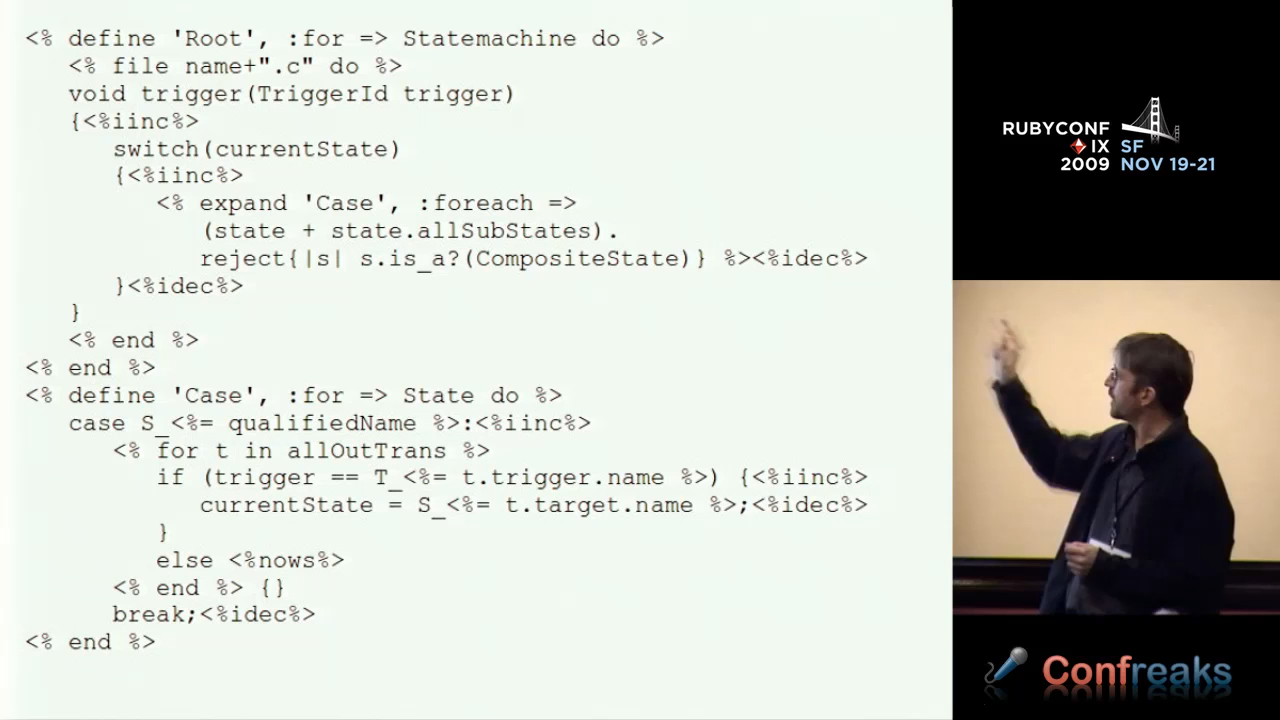 <% define 'Root', :for => Statemachine do %>
<% file name+".c" do %>
void trigger(TriggerId trigger)
{<%iinc%>
switch(currentState)
{<%iinc%>
<% expand 'Case', :foreach =>
(state + state.allSubStates).
reject{|s| s.is_a?(CompositeState)} %><%idec%>
}<%idec%>
}
<% end %>
<% end %>
<% define 'Case', :for => State do %>
case S_<%= qualifiedName %>:<%iinc%>
<% for t in allOutTrans %>
if (trigger == T_<%= t.trigger.name %>) {<%iinc%>
currentState = S_<%= t.target.name %>;<%idec%>
}
else <%nows%>
<% end %> {}
break;<%idec%>
<% end %>
RUBYCONF
IX SF
2009 NOV 19-21
Confreaks